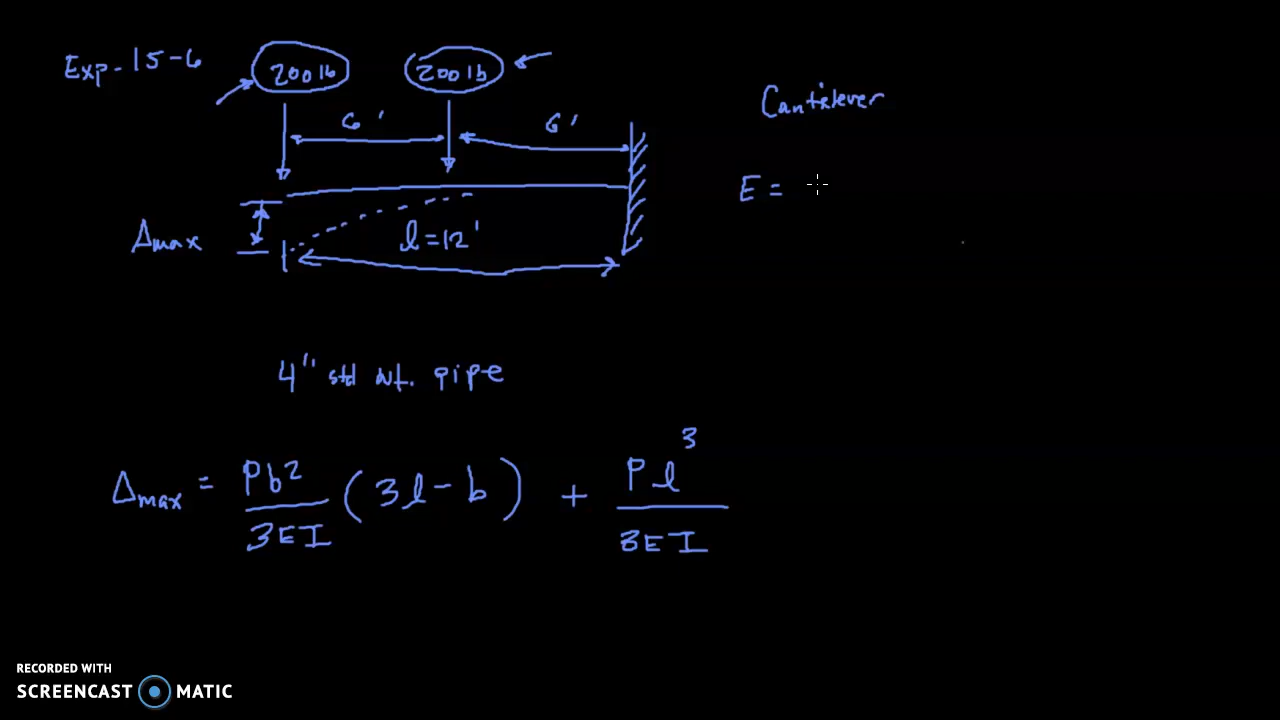 Exp. 15-6
200 lb 200 lb
6' 6'
Cantilever
E =
Δmax
l = 12'
4" std wt. pipe
Δmax = Pb²/3EI (3l - b) + Pl³/3EI
RECORDED WITH
SCREENCAST MATIC